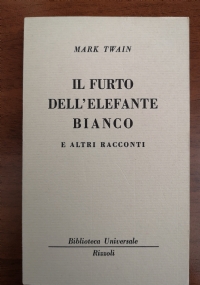 MARK TWAIN
IL FURTO
DELL'ELEFANTE
BIANCO
E ALTRI RACCONTI
Biblioteca Universale
Rizzoli